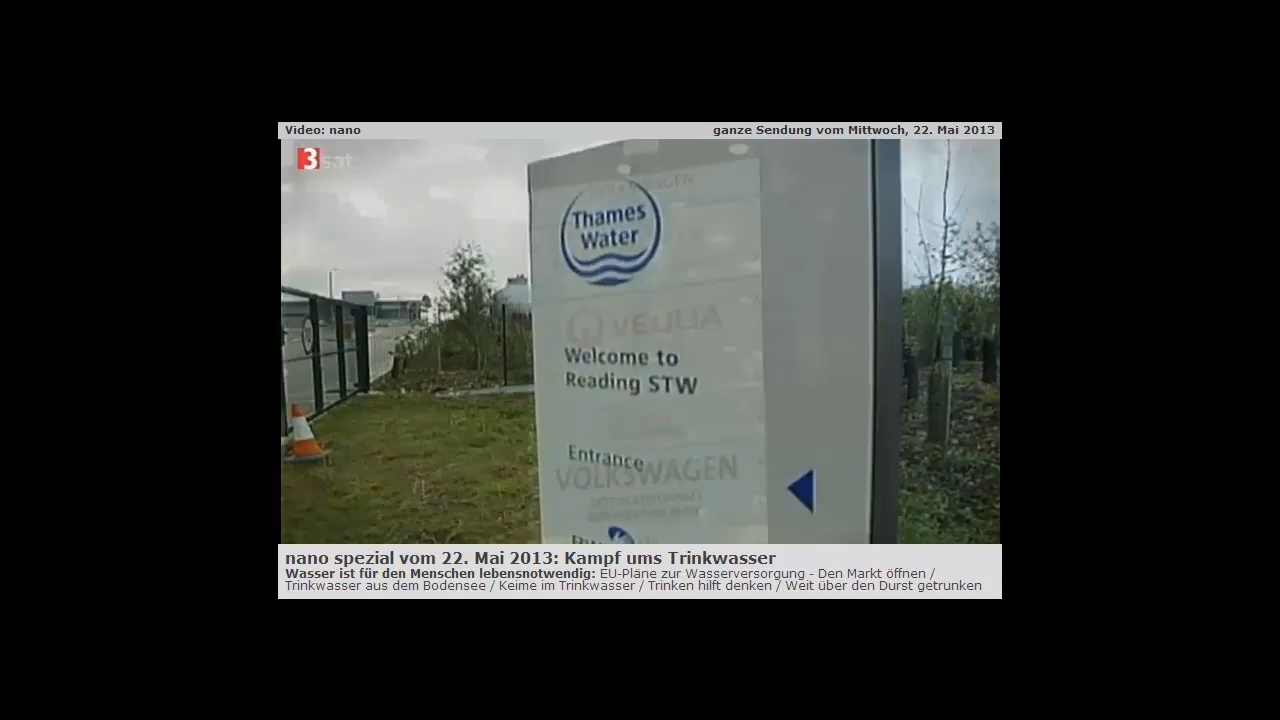 Video: nano
ganze Sendung vom Mittwoch, 22. Mai 2013
3sat
Thames
Water
VEOLIA
Welcome to
Reading STW
Entrance
VOLKSWAGEN
nano spezial vom 22. Mai 2013: Kampf ums Trinkwasser
Wasser ist für den Menschen lebensnotwendig: EU-Pläne zur Wasserversorgung - Den Markt öffnen /
Trinkwasser aus dem Bodensee / Keime im Trinkwasser / Trinken hilft denken / Weit über den Durst getrunken